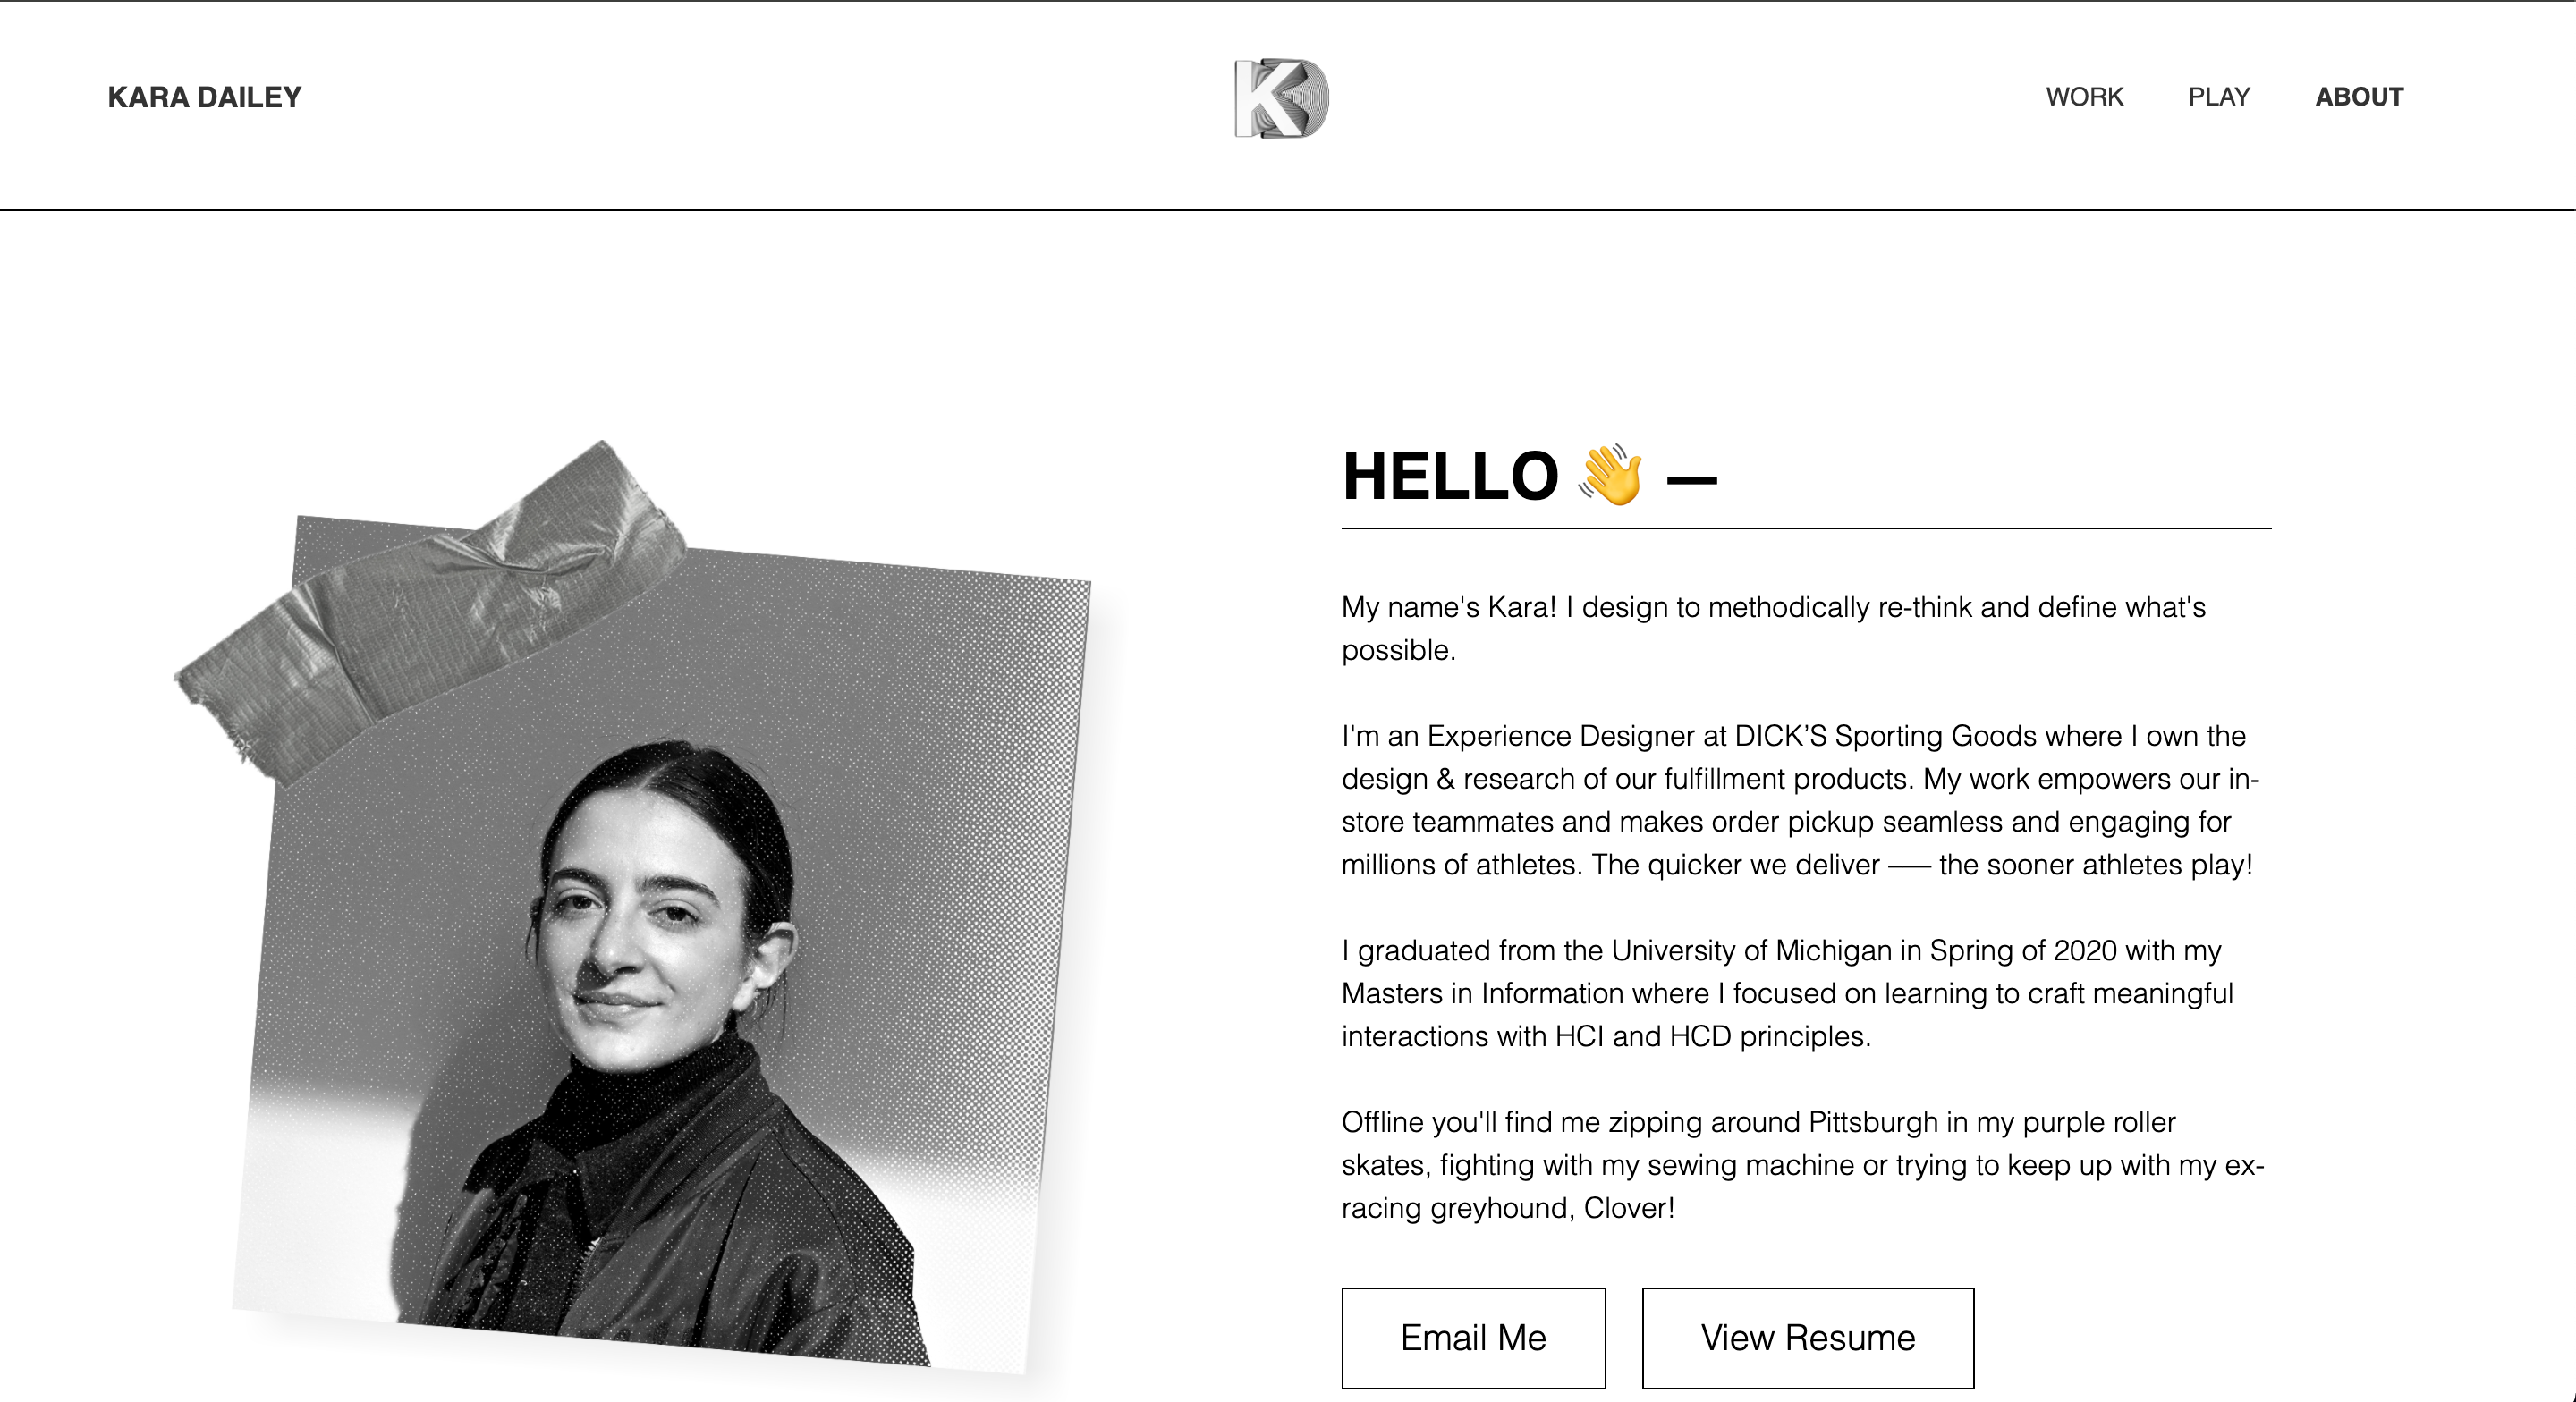 KARA DAILEY
KD
WORK
PLAY
ABOUT
HELLO 👋 —
My name's Kara! I design to methodically re-think and define what's
possible.
I'm an Experience Designer at DICK’S Sporting Goods where I own the
design & research of our fulfillment products. My work empowers our in-
store teammates and makes order pickup seamless and engaging for
millions of athletes. The quicker we deliver —– the sooner athletes play!
I graduated from the University of Michigan in Spring of 2020 with my
Masters in Information where I focused on learning to craft meaningful
interactions with HCI and HCD principles.
Offline you'll find me zipping around Pittsburgh in my purple roller
skates, fighting with my sewing machine or trying to keep up with my ex-
racing greyhound, Clover!
Email Me
View Resume